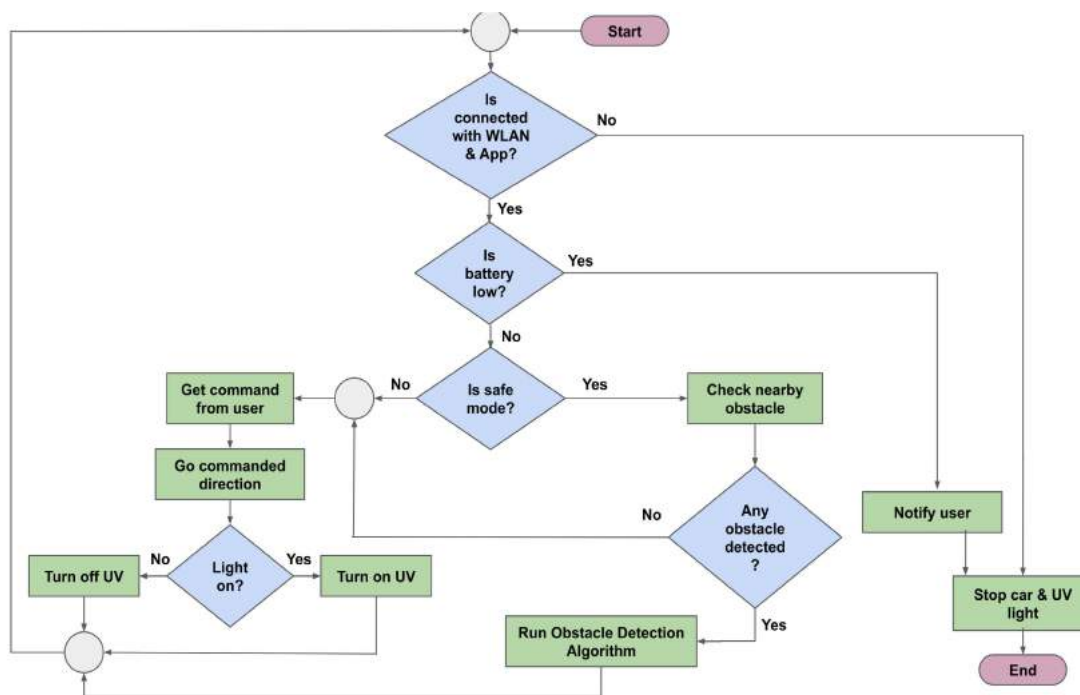 Start
Is
connected
with WLAN
& App?
No
Yes
Is
battery
low?
Yes
No
Is safe
mode?
No
Yes
Get command
from user
Check nearby
obstacle
Go commanded
direction
Any
obstacle
detected
?
No
Yes
Notify user
Light
on?
No
Yes
Turn off UV
Turn on UV
Run Obstacle Detection
Algorithm
Stop car & UV
light
End